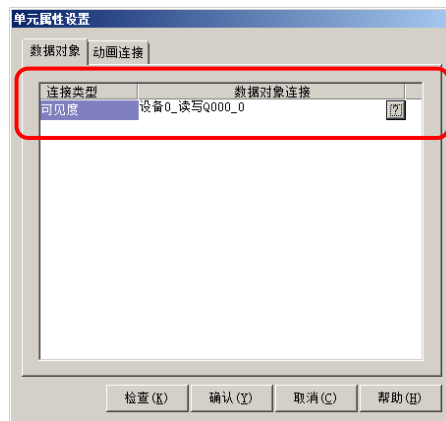 单元属性设置
数据对象 动画连接
连接类型 数据对象连接
可见度 设备0_读写Q000_0 ?
检查(K) 确认(Y) 取消(C) 帮助(H)